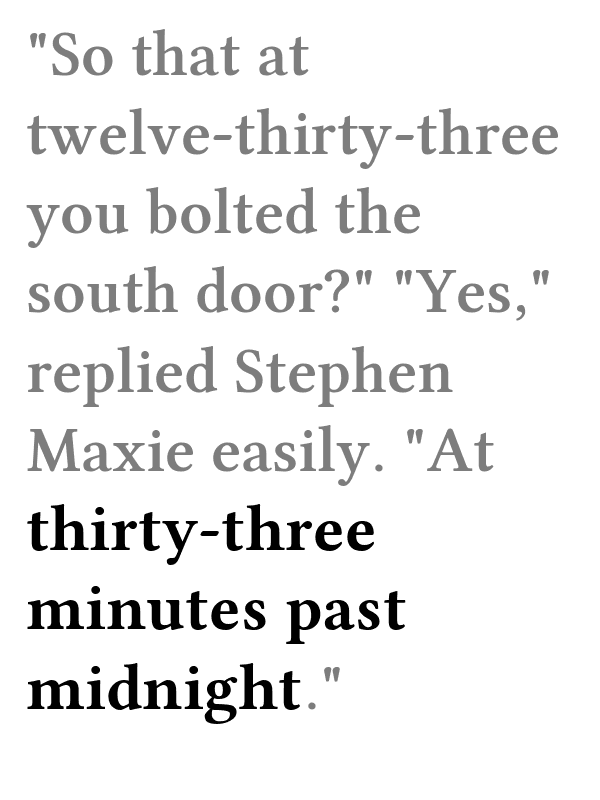 "So that at
twelve-thirty-three
you bolted the
south door?" "Yes,"
replied Stephen
Maxie easily. "At
thirty-three
minutes past
midnight."